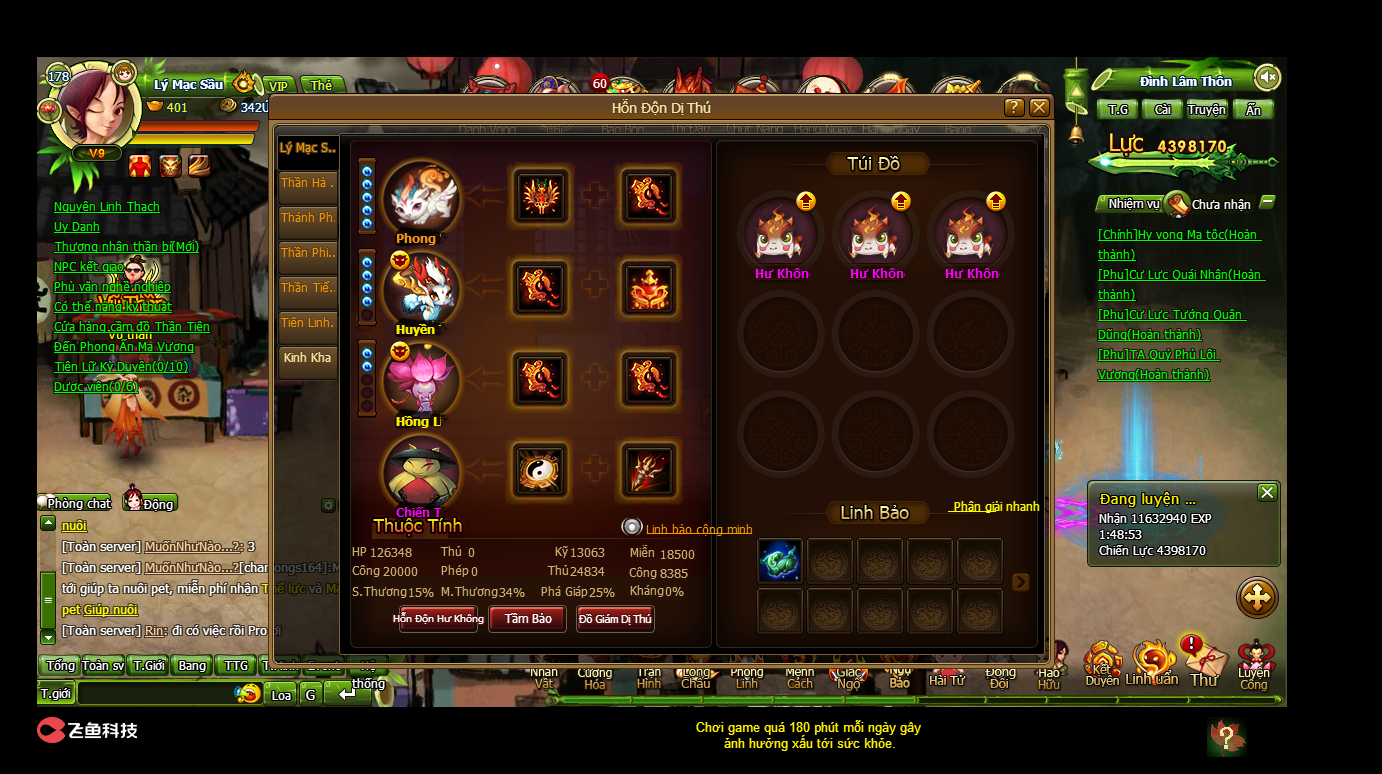 178
Lý Mạc Sầu
VIP
Thẻ
401
V9
60
Đình Lâm Thôn
T.G
Cài
Truyện
Ẩn
Lực 4398170
Nhiệm vụ
Chưa nhận
[Chính]Hy vọng Ma tộc(Hoàn
thành)
[Phụ]Cự Lực Quái Nhân(Hoàn
thành)
[Phụ]Cự Lực Tướng Quân
Dũng(Hoàn thành)
[Phụ]TA Quỷ Phủ Lôi
Vương(Hoàn thành)
Nguyên Linh Thạch
Uy Danh
Thương nhân thần bí(Mới)
NPC kết giao
Phù văn nghề nghiệp
Có thể nâng kỹ thuật
Cửa hàng cầm đồ Thần Tiên
Đến Phong Ấn Ma Vương
Tiên Lữ Kỳ Duyên(0/10)
Dược viên(0/6)
Hỗn Độn Dị Thú
Lý Mạc S..
Thần Hà .
Thánh Ph.
Thần Phi..
Thần Tiể..
Tiên Linh.
Kinh Kha
Phong
Huyền
Hồng Li
Chiến T
Túi Đồ
Hư Khôn
Hư Khôn
Hư Khôn
Linh Bảo
Phân giải nhanh
Thuộc Tính
Linh bảo cộng minh
HP 126348
Thủ 0
Kỹ 13063
Miễn 18500
Công 20000
Phép 0
Thủ 24834
Công 8385
S.Thương 15%
M.Thương 34%
Phá Giáp 25%
Kháng 0%
Hỗn Độn Hư Không
Tầm Bảo
Đồ Giám Dị Thú
Đang luyện ...
Nhận 11632940 EXP
1:48:53
Chiến Lực 4398170
Phòng chat
Động
nuôi
[Toàn server] MuốnNhưNào...?: 3
[Toàn server] MuốnNhưNào...?
tới giúp ta nuôi pet, miễn phí nhận
pet Giúp nuôi
[Toàn server] Rin: đi có việc rồi Pro
Tổng
Toàn sv
T.Giới
Bang
TTG
T.giới
Loa
G
thống
Nhân
Vật
Cường
Hóa
Trận
Hình
Long
Châu
Phòng
Linh
Mệnh
Cách
Giác
Ngộ
Ngự
Bảo
Hài Tử
Đồng
Đội
Hảo
Hữu
Kết
Duyên
Linh uẩn
Thư
Luyện
Công
飞鱼科技
Chơi game quá 180 phút mỗi ngày gây
ảnh hưởng xấu tới sức khỏe.